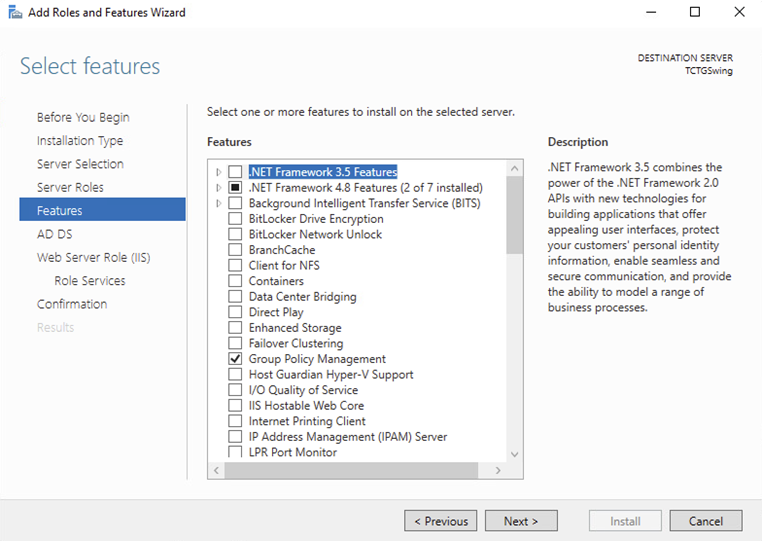 Add Roles and Features Wizard
Select features
DESTINATION SERVER
TCTGSwing
Before You Begin
Installation Type
Server Selection
Server Roles
Features
AD DS
Web Server Role (IIS)
Role Services
Confirmation
Results
Select one or more features to install on the selected server.
Features
.NET Framework 3.5 Features
.NET Framework 4.8 Features (2 of 7 installed)
Background Intelligent Transfer Service (BITS)
BitLocker Drive Encryption
BitLocker Network Unlock
BranchCache
Client for NFS
Containers
Data Center Bridging
Direct Play
Enhanced Storage
Failover Clustering
Group Policy Management
Host Guardian Hyper-V Support
I/O Quality of Service
IIS Hostable Web Core
Internet Printing Client
IP Address Management (IPAM) Server
LPR Port Monitor
Description
.NET Framework 3.5 combines the
power of the .NET Framework 2.0
APIs with new technologies for
building applications that offer
appealing user interfaces, protect
your customers' personal identity
information, enable seamless and
secure communication, and provide
the ability to model a range of
business processes.
< Previous
Next >
Install
Cancel